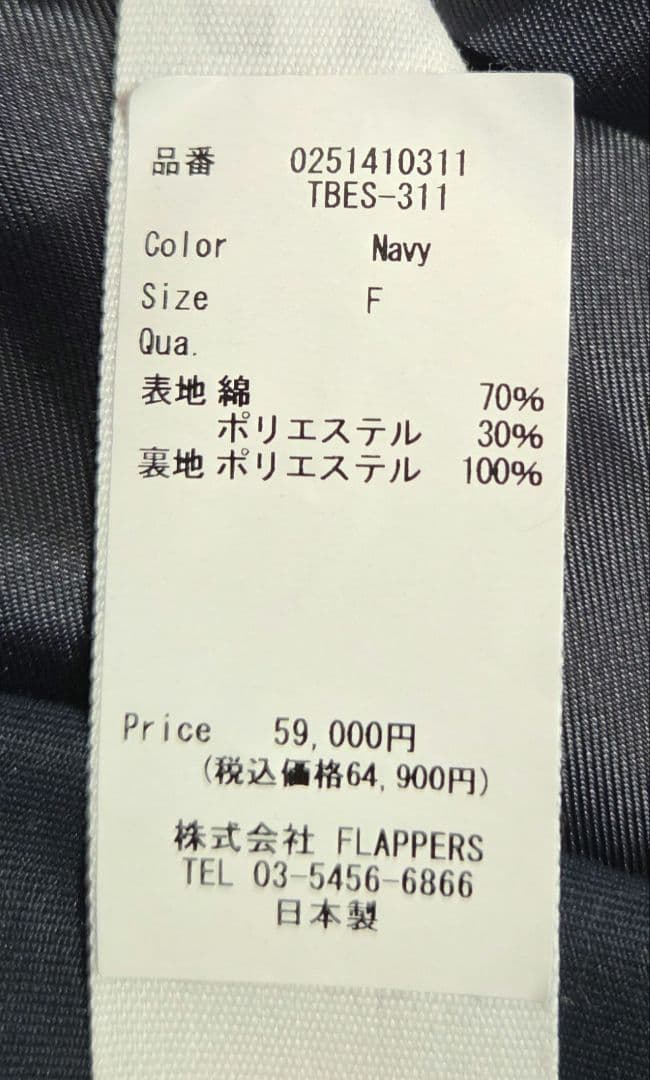 品番 0251410311
TBES-311
Color Navy
Size F
Qua.
表地 綿 70%
ポリエステル 30%
裏地 ポリエステル 100%
Price 59,000円
(税込価格64,900円)
株式会社 FLAPPERS
TEL 03-5456-6866
日本製